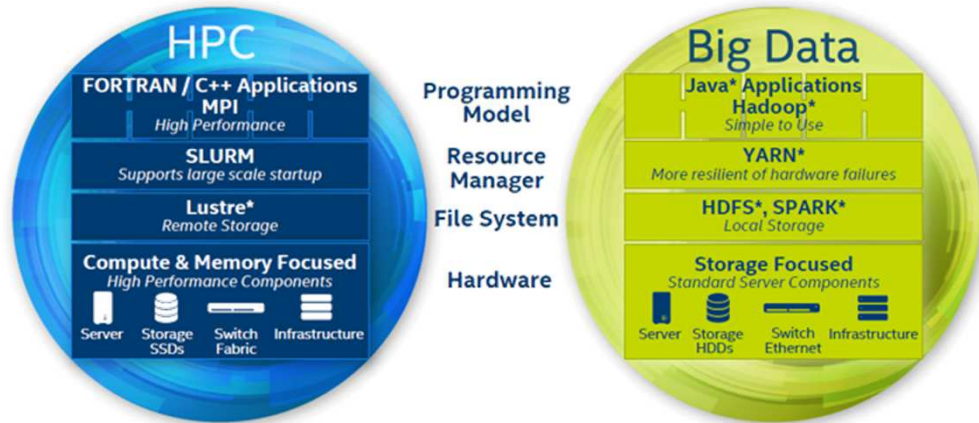 HPC
FORTRAN / C++ Applications
MPI
High Performance
SLURM
Supports large scale startup
Lustre*
Remote Storage
Compute & Memory Focused
High Performance Components
Server
Storage
SSDs
Switch
Fabric
Infrastructure
Programming
Model
Resource
Manager
File System
Hardware
Big Data
Java* Applications
Hadoop*
Simple to Use
YARN*
More resilient of hardware failures
HDFS*, SPARK*
Local Storage
Storage Focused
Standard Server Components
Server
Storage
HDDs
Switch
Ethernet
Infrastructure